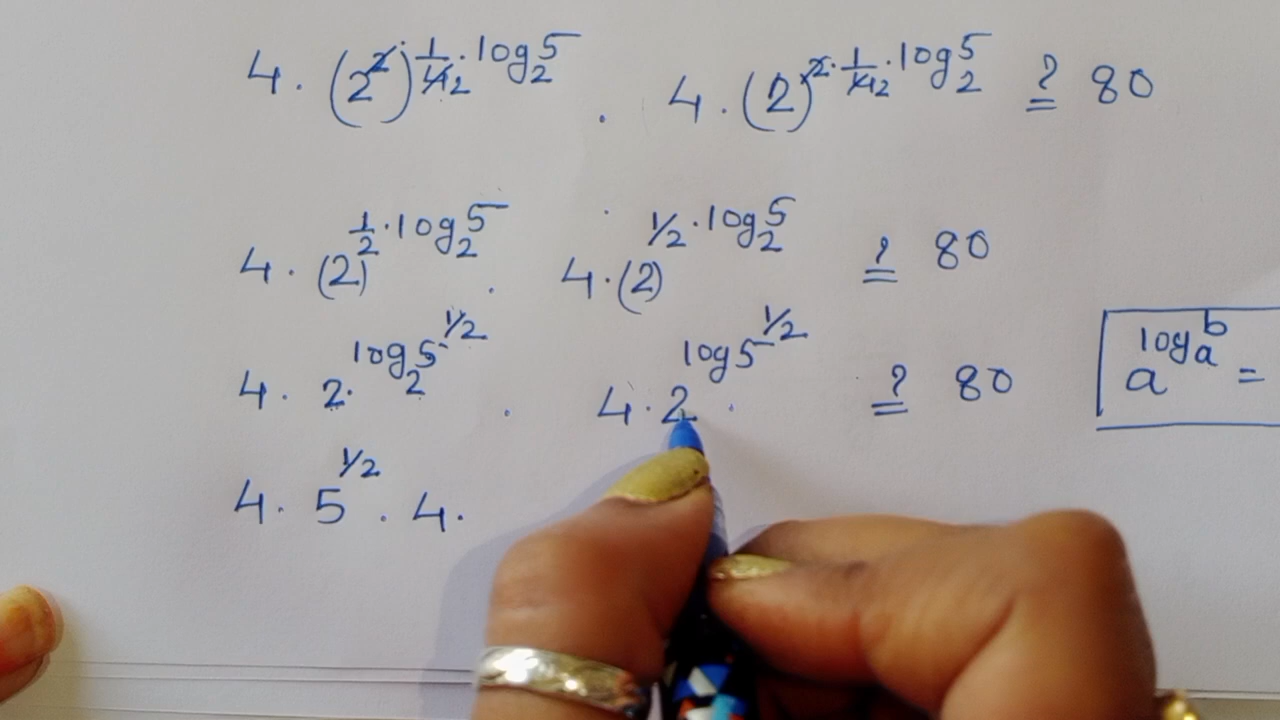 4 · (2²)^{· 1/4 2 · log₂5} . 4 · (2)^{2 · 1/4 2 · log₂5} ≟ 80
4 · (2)^{1/2 · log₂5} . 4 · (2)^{1/2 · log₂5} ≟ 80
4 · 2^{log₂5^{1/2}} . 4 · 2^{log5^{1/2}} . ≟ 80
a^{logₐb} =
4 · 5^{1/2} . 4 ·